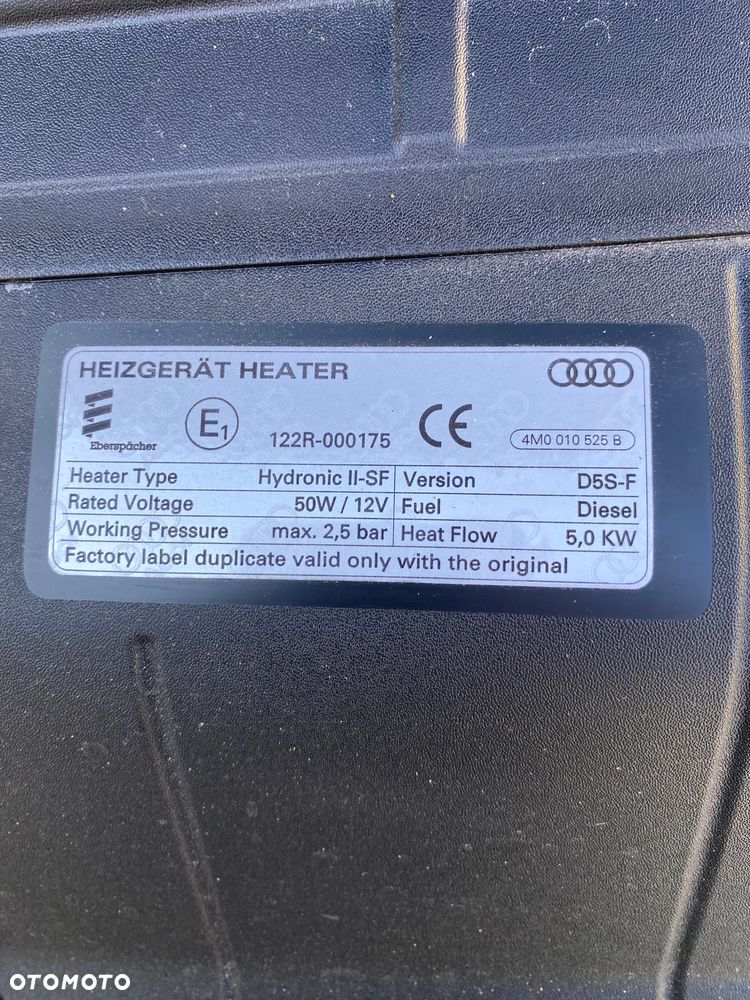 HEIZGERÄT HEATER
Eberspächer
E1
122R-000175
CE
4M0 010 525 B
Heater Type Hydronic II-SF Version D5S-F
Rated Voltage 50W / 12V Fuel Diesel
Working Pressure max. 2,5 bar Heat Flow 5,0 KW
Factory label duplicate valid only with the original
OTOMOTO